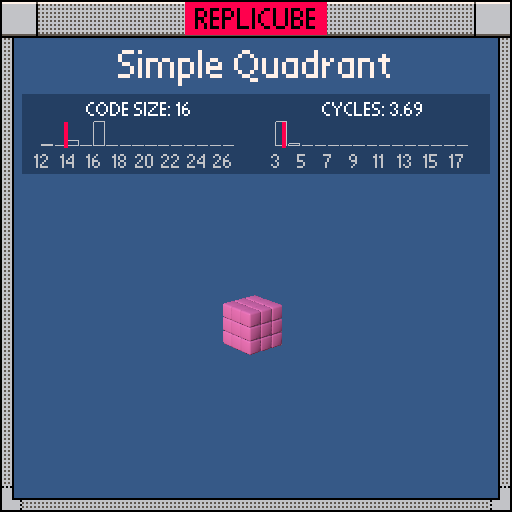 REPLICUBE
Simple Quadrant
CODE SIZE: 16
CYCLES: 3.69
12 14 16 18 20 22 24 26
3 5 7 9 11 13 15 17